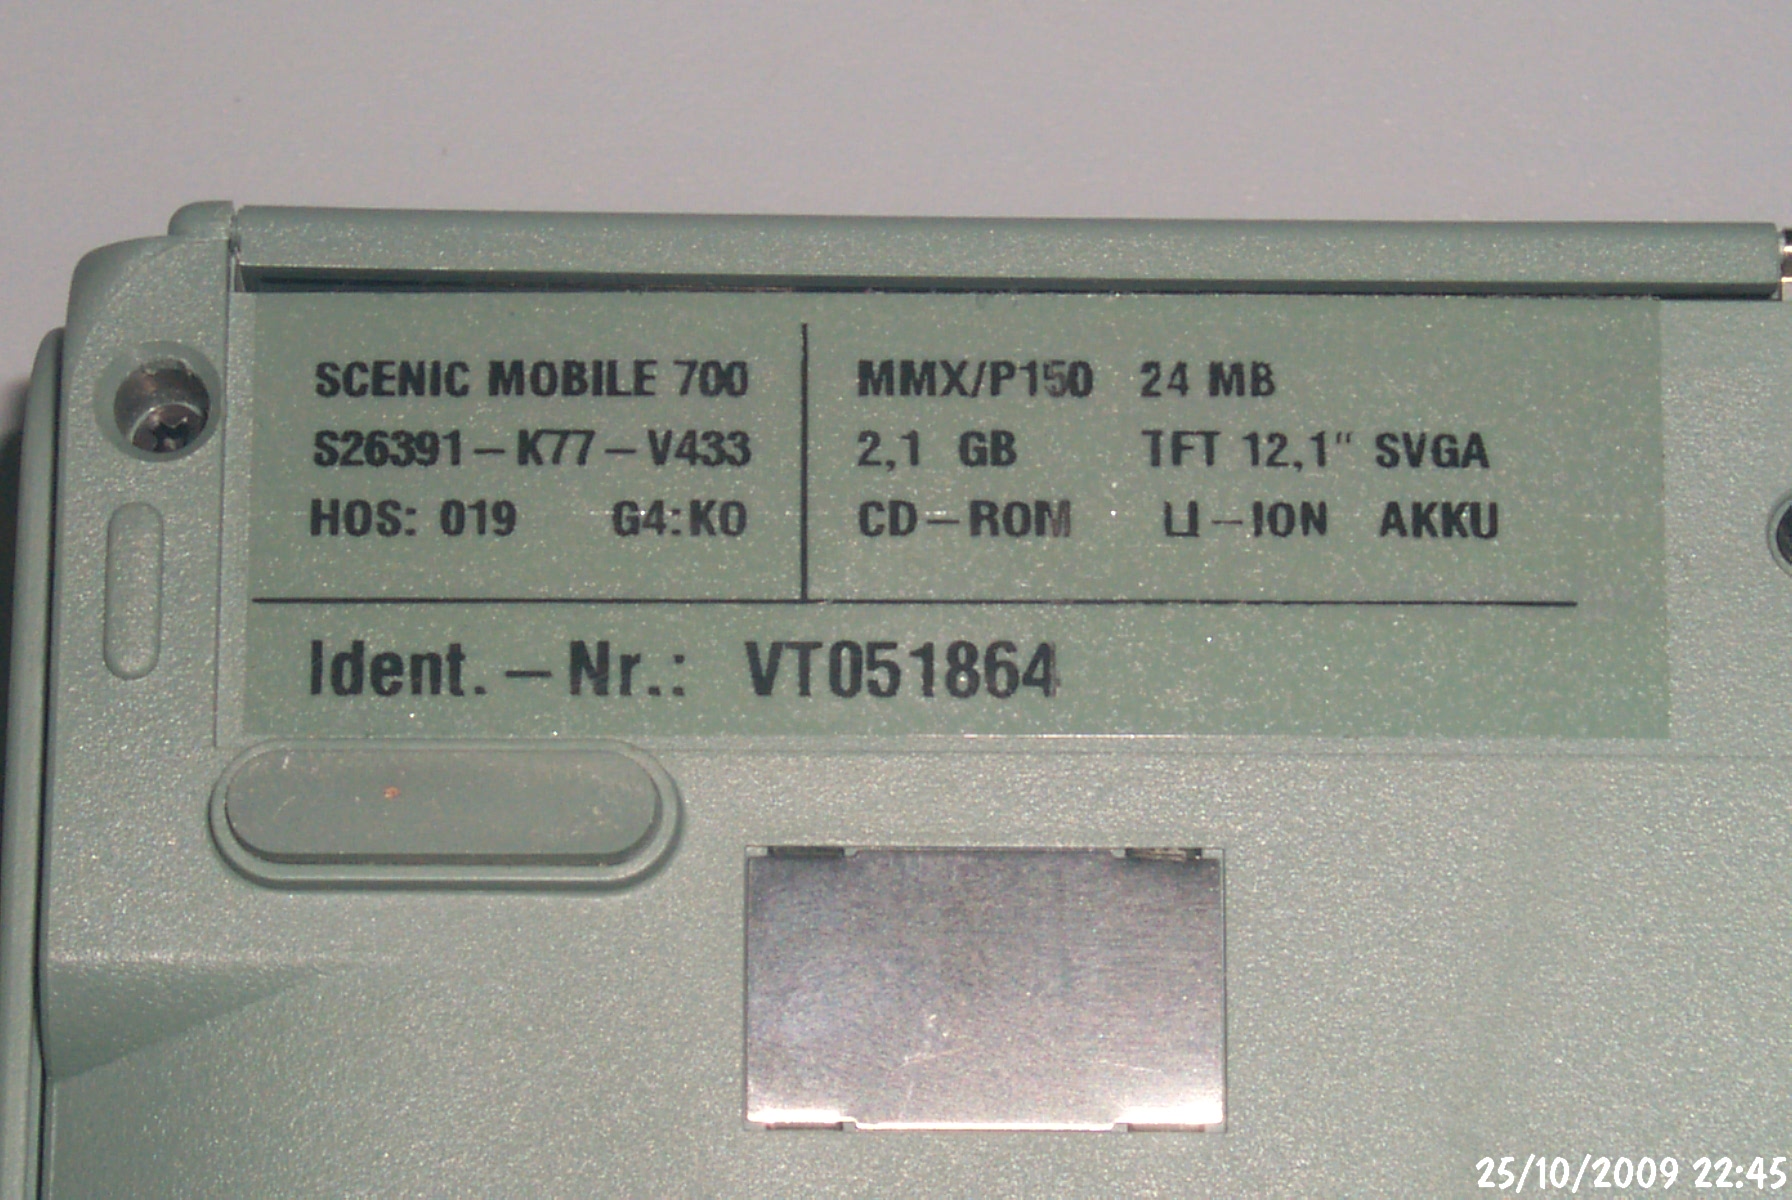 SCENIC MOBILE 700
S26391-K77-V433
HOS: 019 G4:K0
MMX/P150 24 MB
2,1 GB TFT 12,1" SVGA
CD-ROM LI-ION AKKU
Ident.-Nr.: VT051864
25/10/2009 22:45